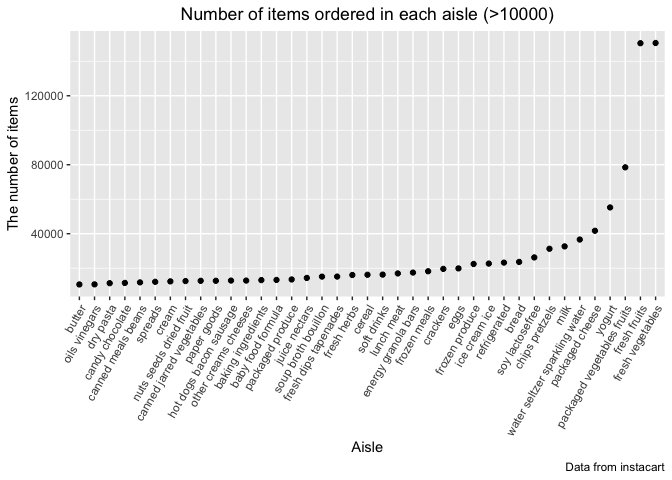 Number of items ordered in each aisle (>10000)
The number of items
120000
80000
40000
butter
oils vinegars
dry pasta
candy chocolate
canned meals beans
spreads
cream
nuts seeds dried fruit
canned jarred vegetables
paper goods
hot dogs bacon sausage
other creams cheeses
baking ingredients
baby food formula
packaged produce
juice nectars
soup broth bouillon
fresh dips tapenades
fresh herbs
cereal
soft drinks
lunch meat
energy granola bars
frozen meals
crackers
eggs
frozen produce
ice cream ice
refrigerated
bread
soy lactosefree
chips pretzels
milk
water seltzer sparkling water
packaged cheese
yogurt
packaged vegetables fruits
fresh fruits
fresh vegetables
Aisle
Data from instacart